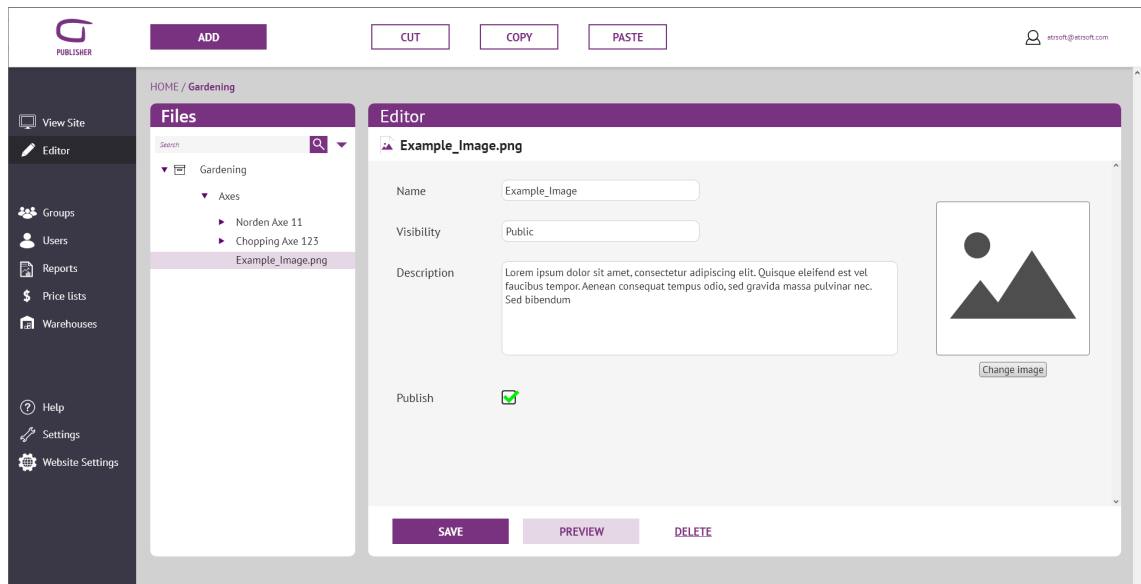 PUBLISHER
ADD
CUT
COPY
PASTE
atrsoft@atrsoft.com
View Site
Editor
Groups
Users
Reports
Price lists
Warehouses
Help
Settings
Website Settings
HOME / Gardening
Files
Search
Gardening
Axes
Norden Axe 11
Chopping Axe 123
Example_Image.png
Editor
Example_Image.png
Name
Example_Image
Visibility
Public
Description
Lorem ipsum dolor sit amet, consectetur adipiscing elit. Quisque eleifend est vel
faucibus tempor. Aenean consequat tempus odio, sed gravida massa pulvinar nec.
Sed bibendum
Change image
Publish
SAVE
PREVIEW
DELETE